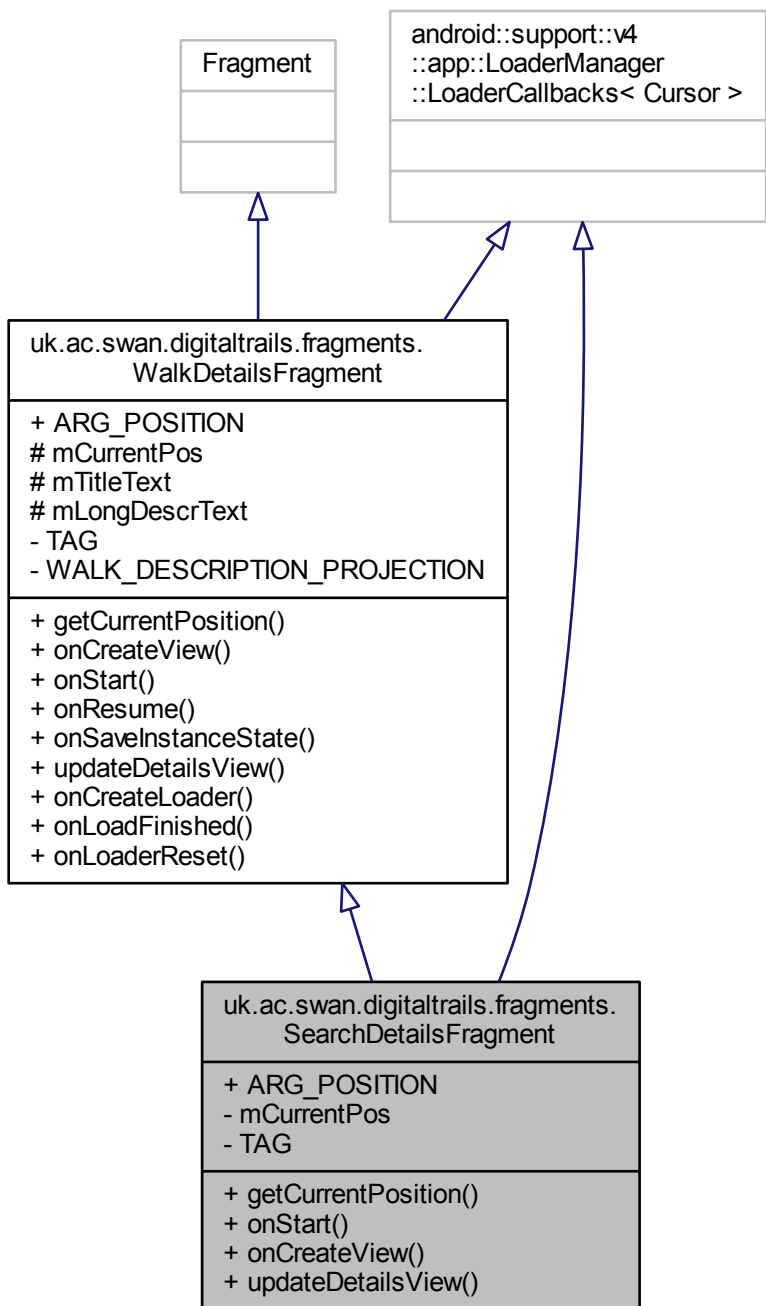 Fragment
android::support::v4
::app::LoaderManager
::LoaderCallbacks< Cursor >
uk.ac.swan.digitaltrails.fragments.
WalkDetailsFragment
+ ARG_POSITION
# mCurrentPos
# mTitleText
# mLongDescrText
- TAG
- WALK_DESCRIPTION_PROJECTION
+ getCurrentPosition()
+ onCreateView()
+ onStart()
+ onResume()
+ onSaveInstanceState()
+ updateDetailsView()
+ onCreateLoader()
+ onLoadFinished()
+ onLoaderReset()
uk.ac.swan.digitaltrails.fragments.
SearchDetailsFragment
+ ARG_POSITION
- mCurrentPos
- TAG
+ getCurrentPosition()
+ onStart()
+ onCreateView()
+ updateDetailsView()